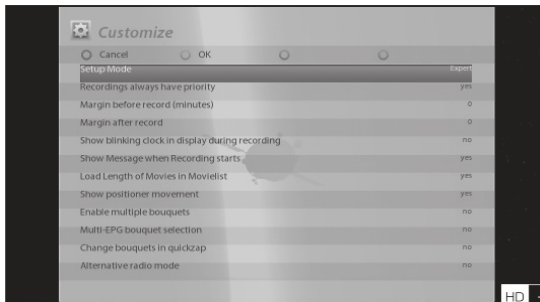 Customize
Cancel OK
Setup Mode Expert
Recordings always have priority yes
Margin before record (minutes) 0
Margin after record 0
Show blinking clock in display during recording no
Show Message when Recording starts yes
Load Length of Movies in Movielist yes
Show positioner movement yes
Enable multiple bouquets no
Multi-EPG bouquet selection no
Change bouquets in quickzap no
Alternative radio mode no
HD